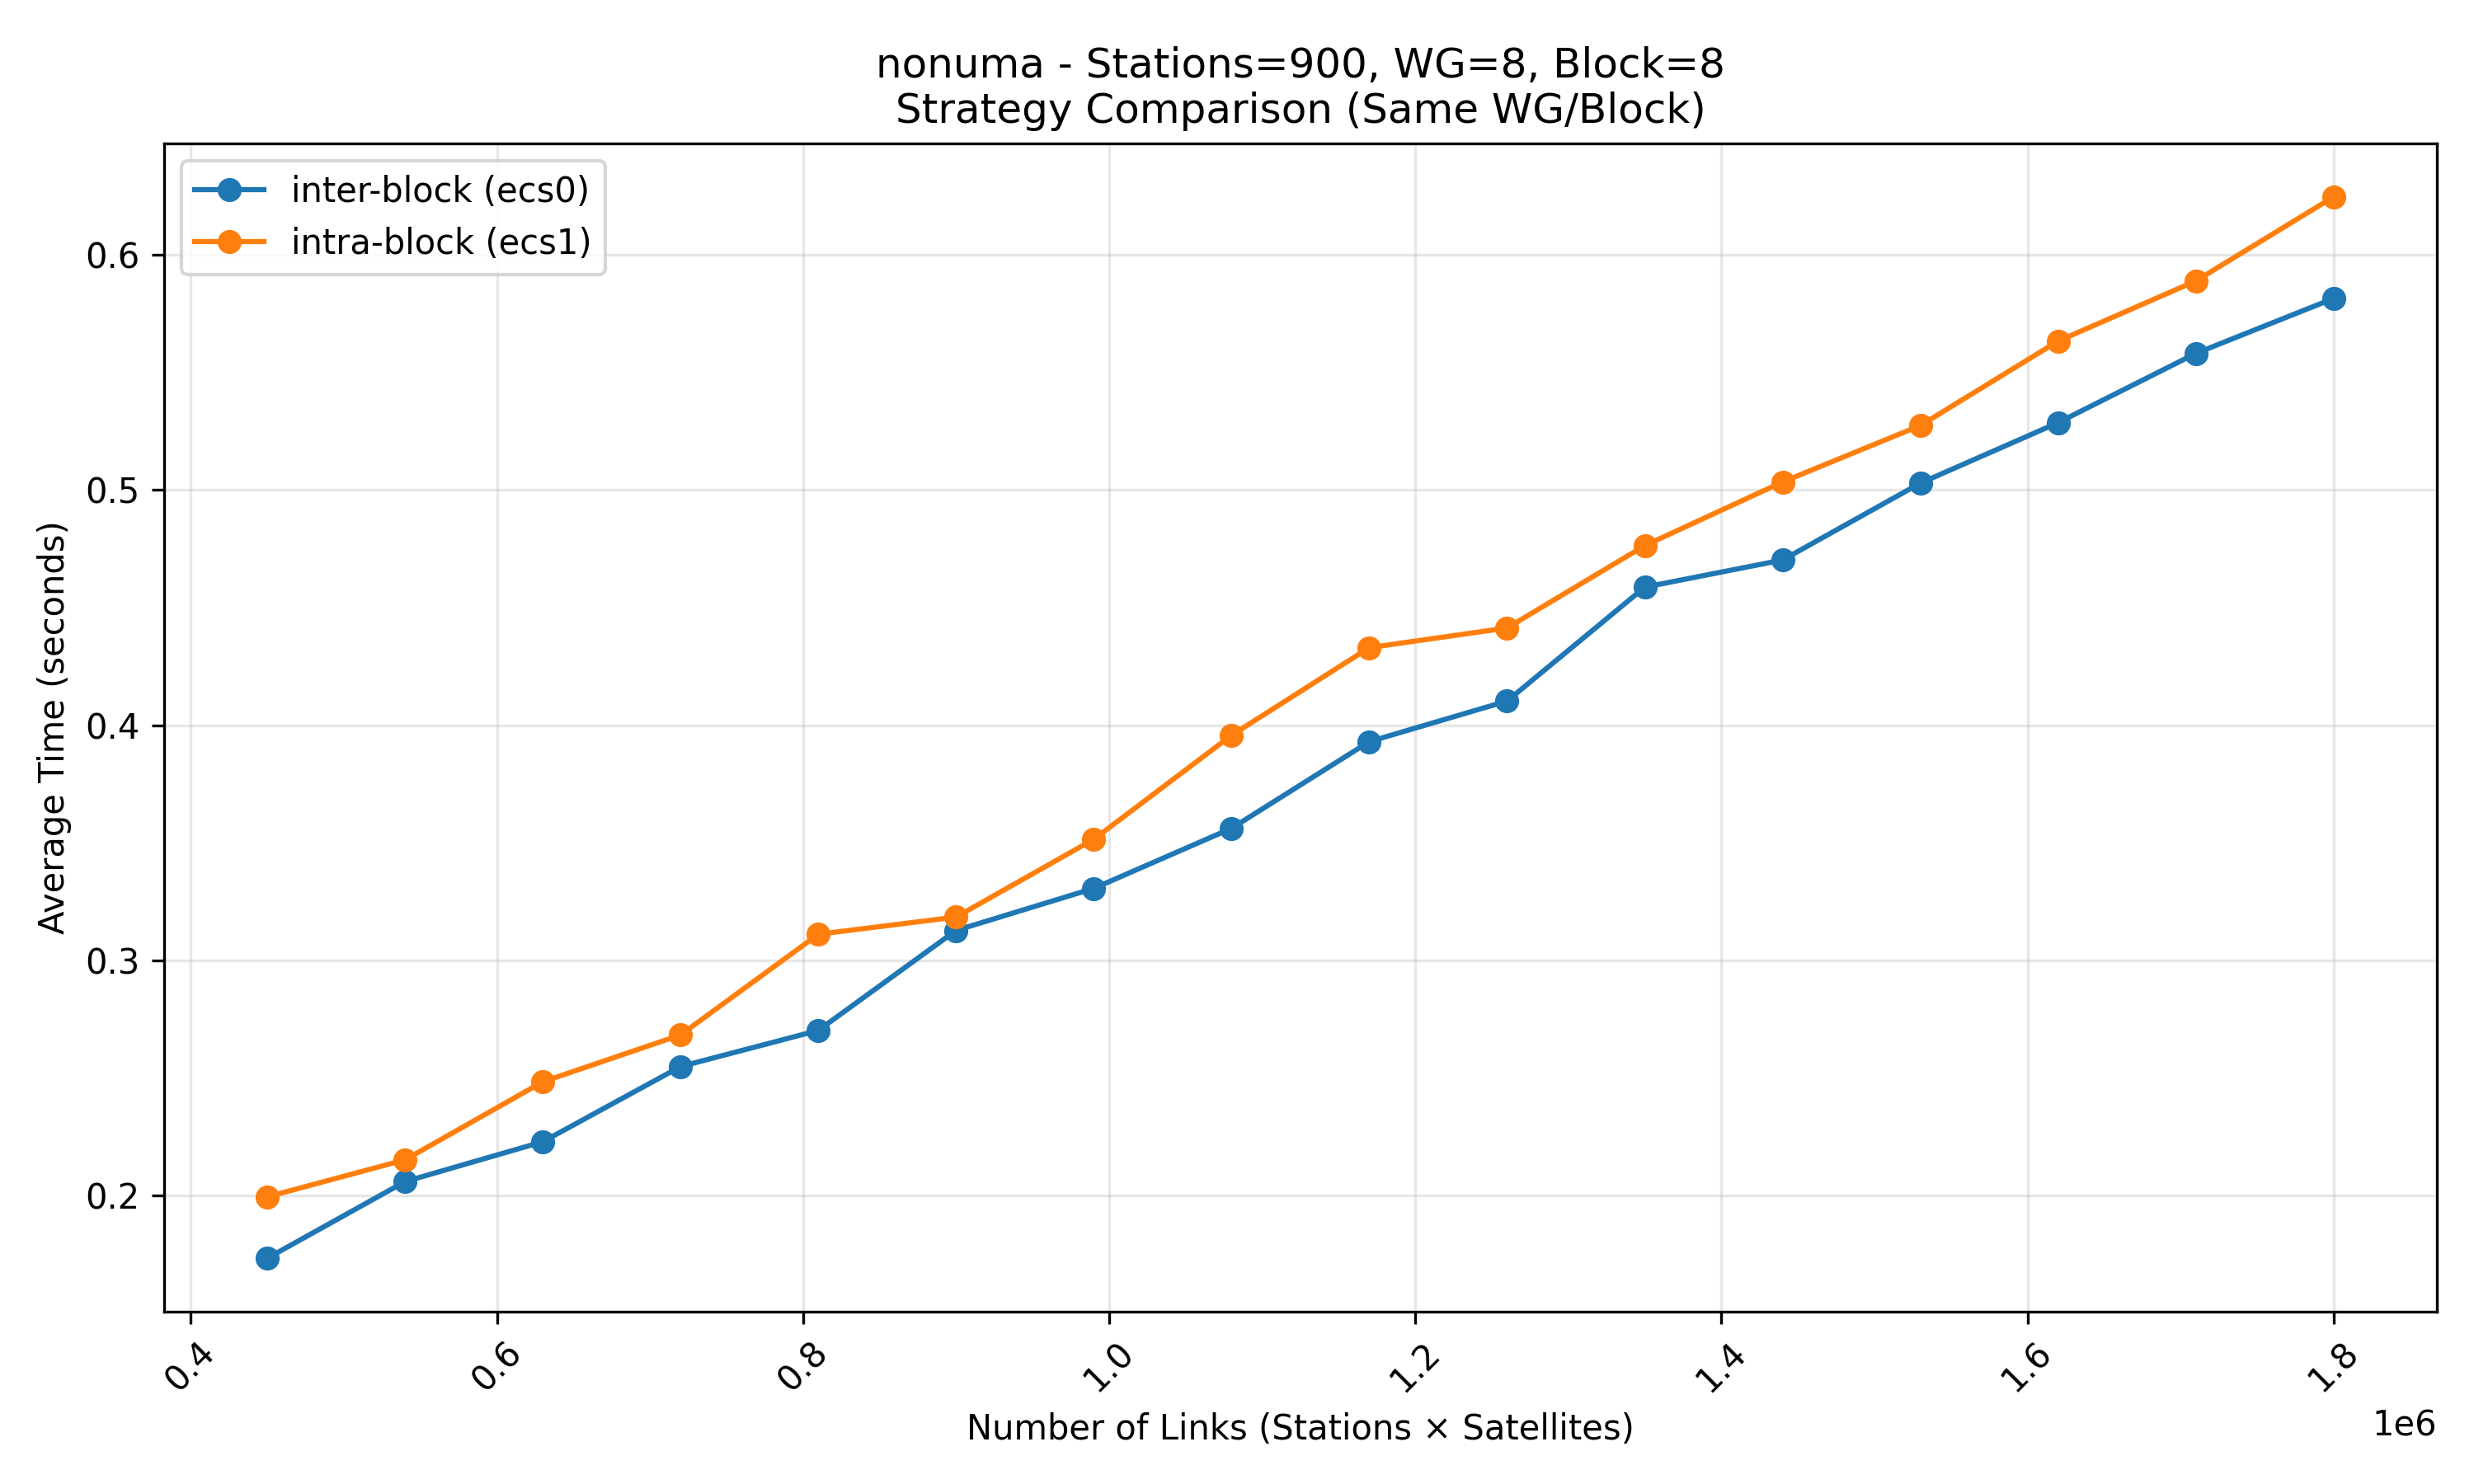 nonuma - Stations=900, WG=8, Block=8
Strategy Comparison (Same WG/Block)
inter-block (ecs0)
intra-block (ecs1)
Average Time (seconds)
0.6
0.5
0.4
0.3
0.2
0.4
0.6
0.8
1.0
1.2
1.4
1.6
1.8
1e6
Number of Links (Stations × Satellites)